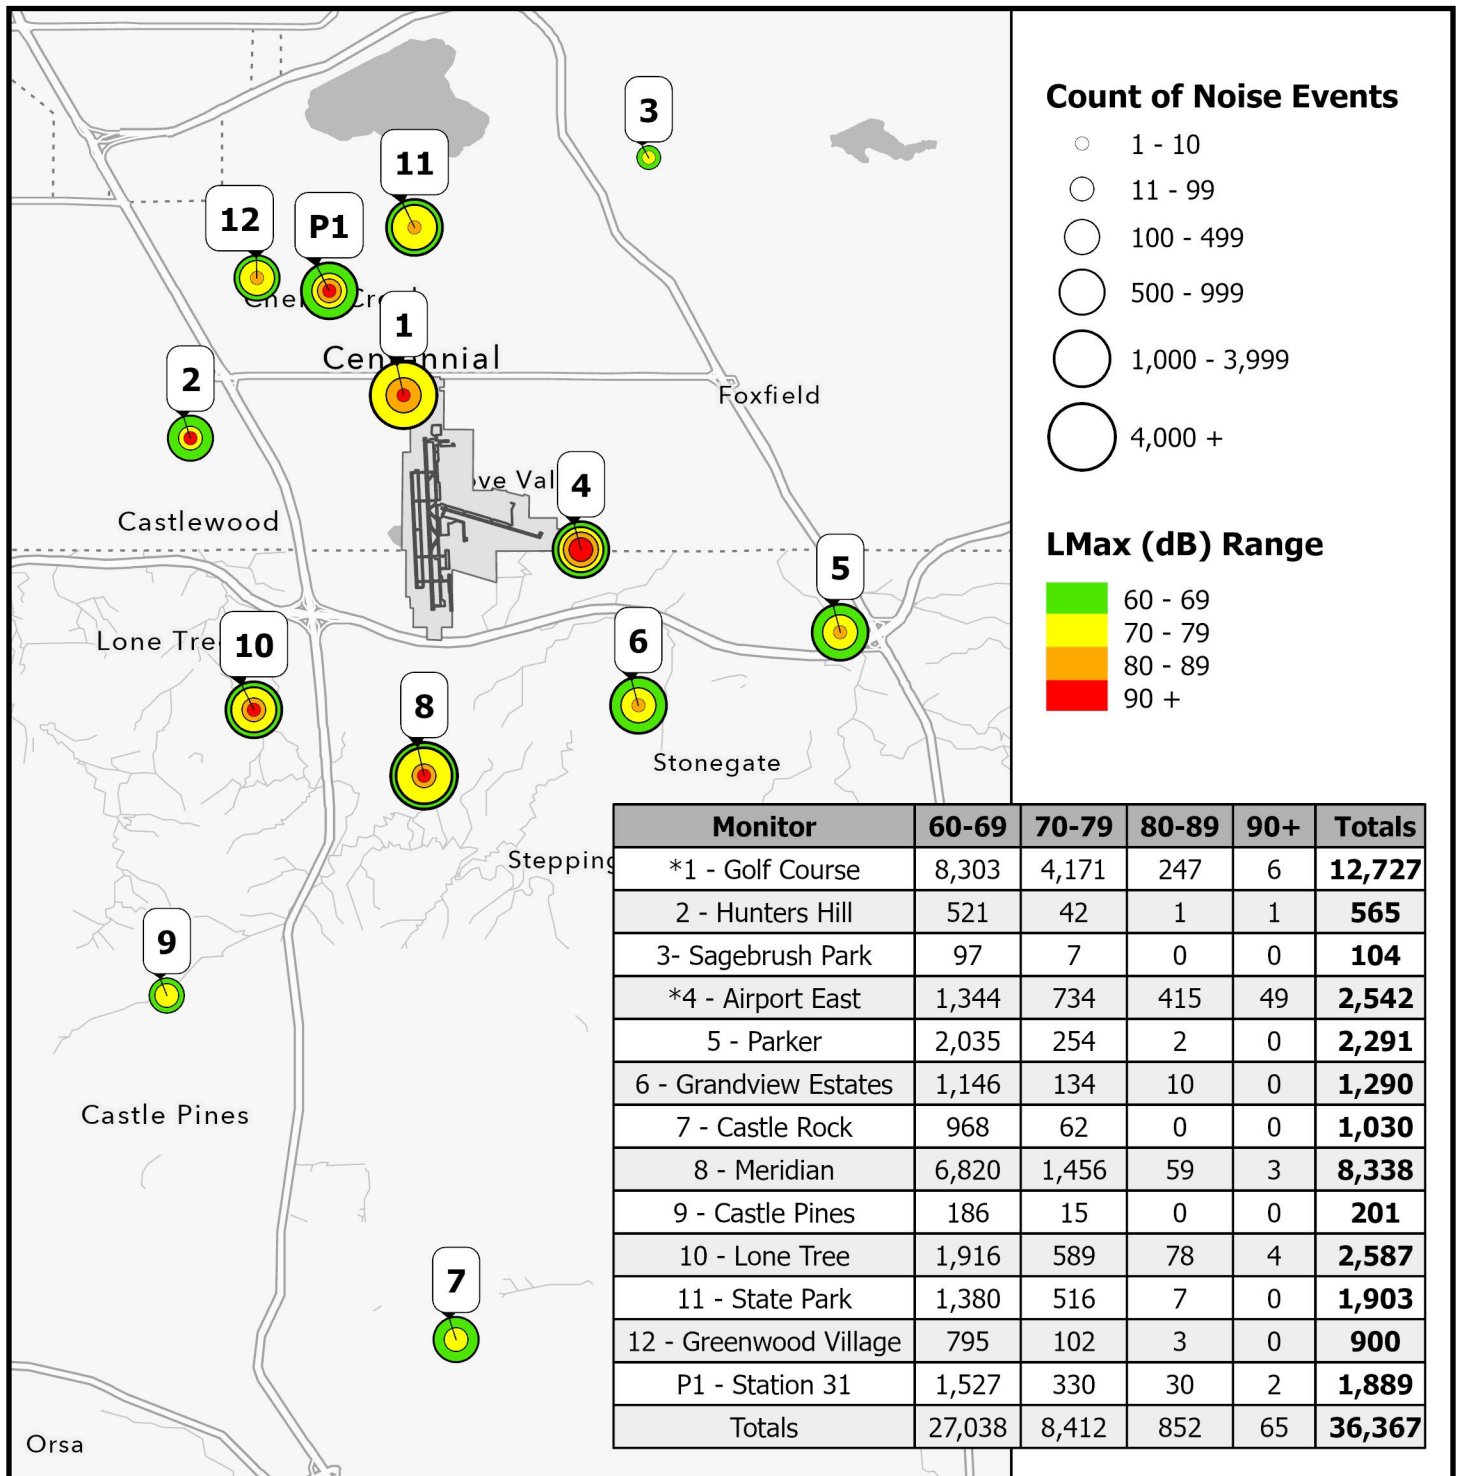 3
11
12
P1
Cree
1
Centennial
2
Foxfield
ove Val
4
Castlewood
5
Lone Tre
10
6
8
Stonegate
Stepping
9
Castle Pines
7
Orsa
Count of Noise Events
1 - 10
11 - 99
100 - 499
500 - 999
1,000 - 3,999
4,000 +
LMax (dB) Range
60 - 69
70 - 79
80 - 89
90 +
Monitor 60-69 70-79 80-89 90+ Totals
*1 - Golf Course 8,303 4,171 247 6 12,727
2 - Hunters Hill 521 42 1 1 565
3- Sagebrush Park 97 7 0 0 104
*4 - Airport East 1,344 734 415 49 2,542
5 - Parker 2,035 254 2 0 2,291
6 - Grandview Estates 1,146 134 10 0 1,290
7 - Castle Rock 968 62 0 0 1,030
8 - Meridian 6,820 1,456 59 3 8,338
9 - Castle Pines 186 15 0 0 201
10 - Lone Tree 1,916 589 78 4 2,587
11 - State Park 1,380 516 7 0 1,903
12 - Greenwood Village 795 102 3 0 900
P1 - Station 31 1,527 330 30 2 1,889
Totals 27,038 8,412 852 65 36,367